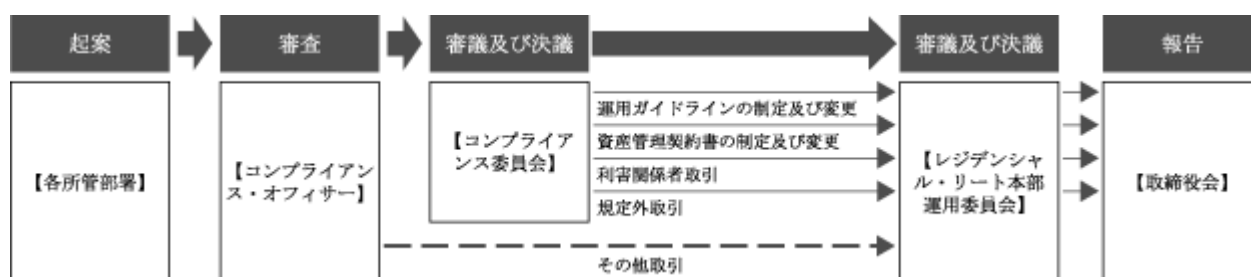 起案
審査
審議及び決議
審議及び決議
報告
【各所管部署】
【コンプライアン
ス・オフィサー】
【コンプライア
ンス委員会】
運用ガイドラインの制定及び変更
資産管理契約書の制定及び変更
利害関係者取引
規定外取引
その他取引
【レジデンシャ
ル・リート本部
運用委員会】
【取締役会】